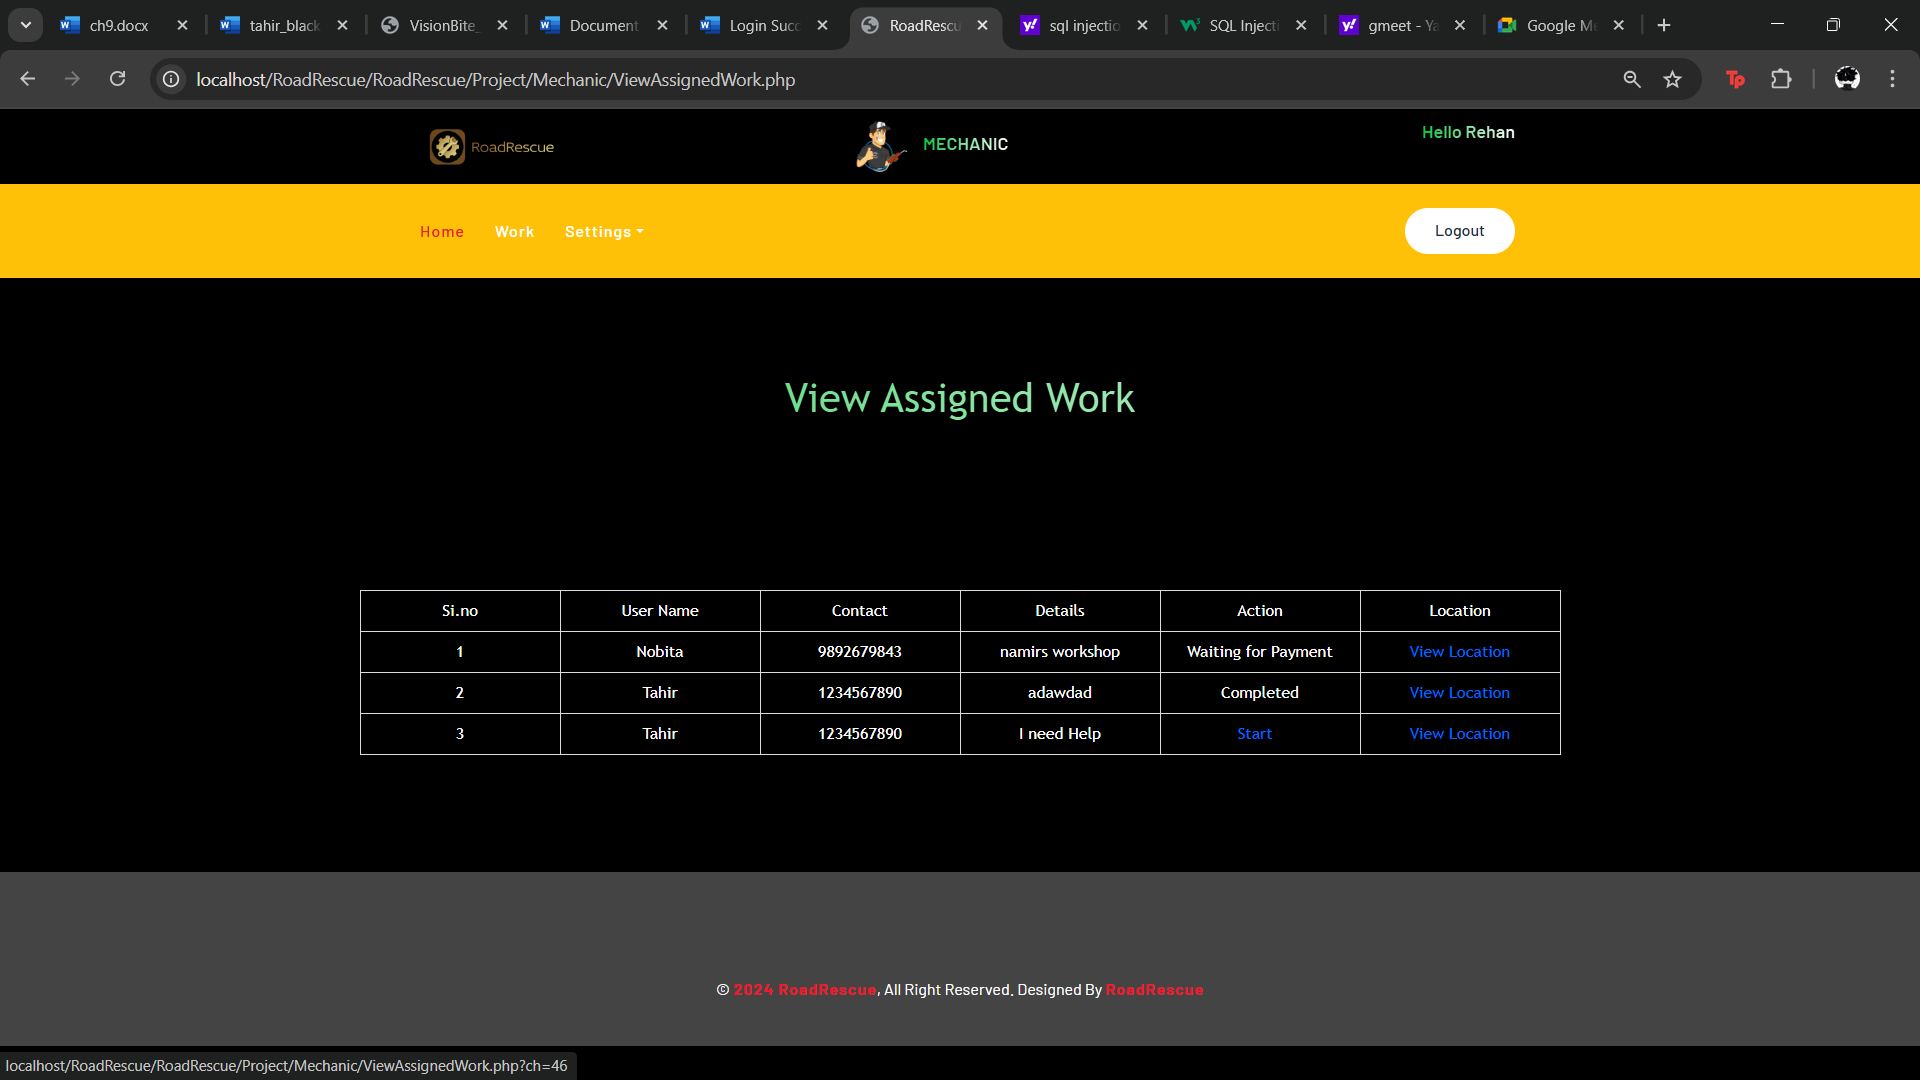 ch9.docx
tahir_black
VisionBite_
Document
Login Succ
RoadRescu
sql injectio
SQL Injecti
gmeet - Ya
Google Me
localhost/RoadRescue/RoadRescue/Project/Mechanic/ViewAssignedWork.php
Tp
RoadRescue
MECHANIC
Hello Rehan
Home Work Settings
Logout
View Assigned Work
Si.no User Name Contact Details Action Location
1 Nobita 9892679843 namirs workshop Waiting for Payment View Location
2 Tahir 1234567890 adawdad Completed View Location
3 Tahir 1234567890 I need Help Start View Location
© 2024 RoadRescue, All Right Reserved. Designed By RoadRescue
localhost/RoadRescue/RoadRescue/Project/Mechanic/ViewAssignedWork.php?ch=46